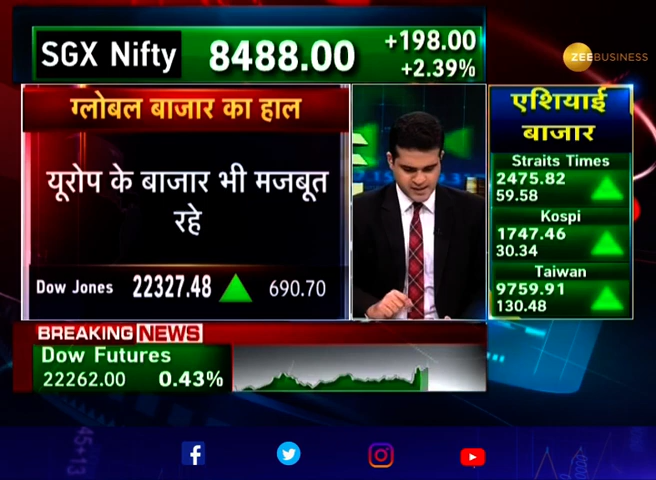 SGX Nifty 8488.00 +198.00
+2.39%
ZEEBUSINESS
ग्लोबल बाजार का हाल
यूरोप के बाजार भी मजबूत
रहे
Dow Jones 22327.48 690.70
एशियाई
बाजार
Straits Times
2475.82
59.58
Kospi
1747.46
30.34
Taiwan
9759.91
130.48
BREAKING NEWS
Dow Futures
22262.00 0.43%